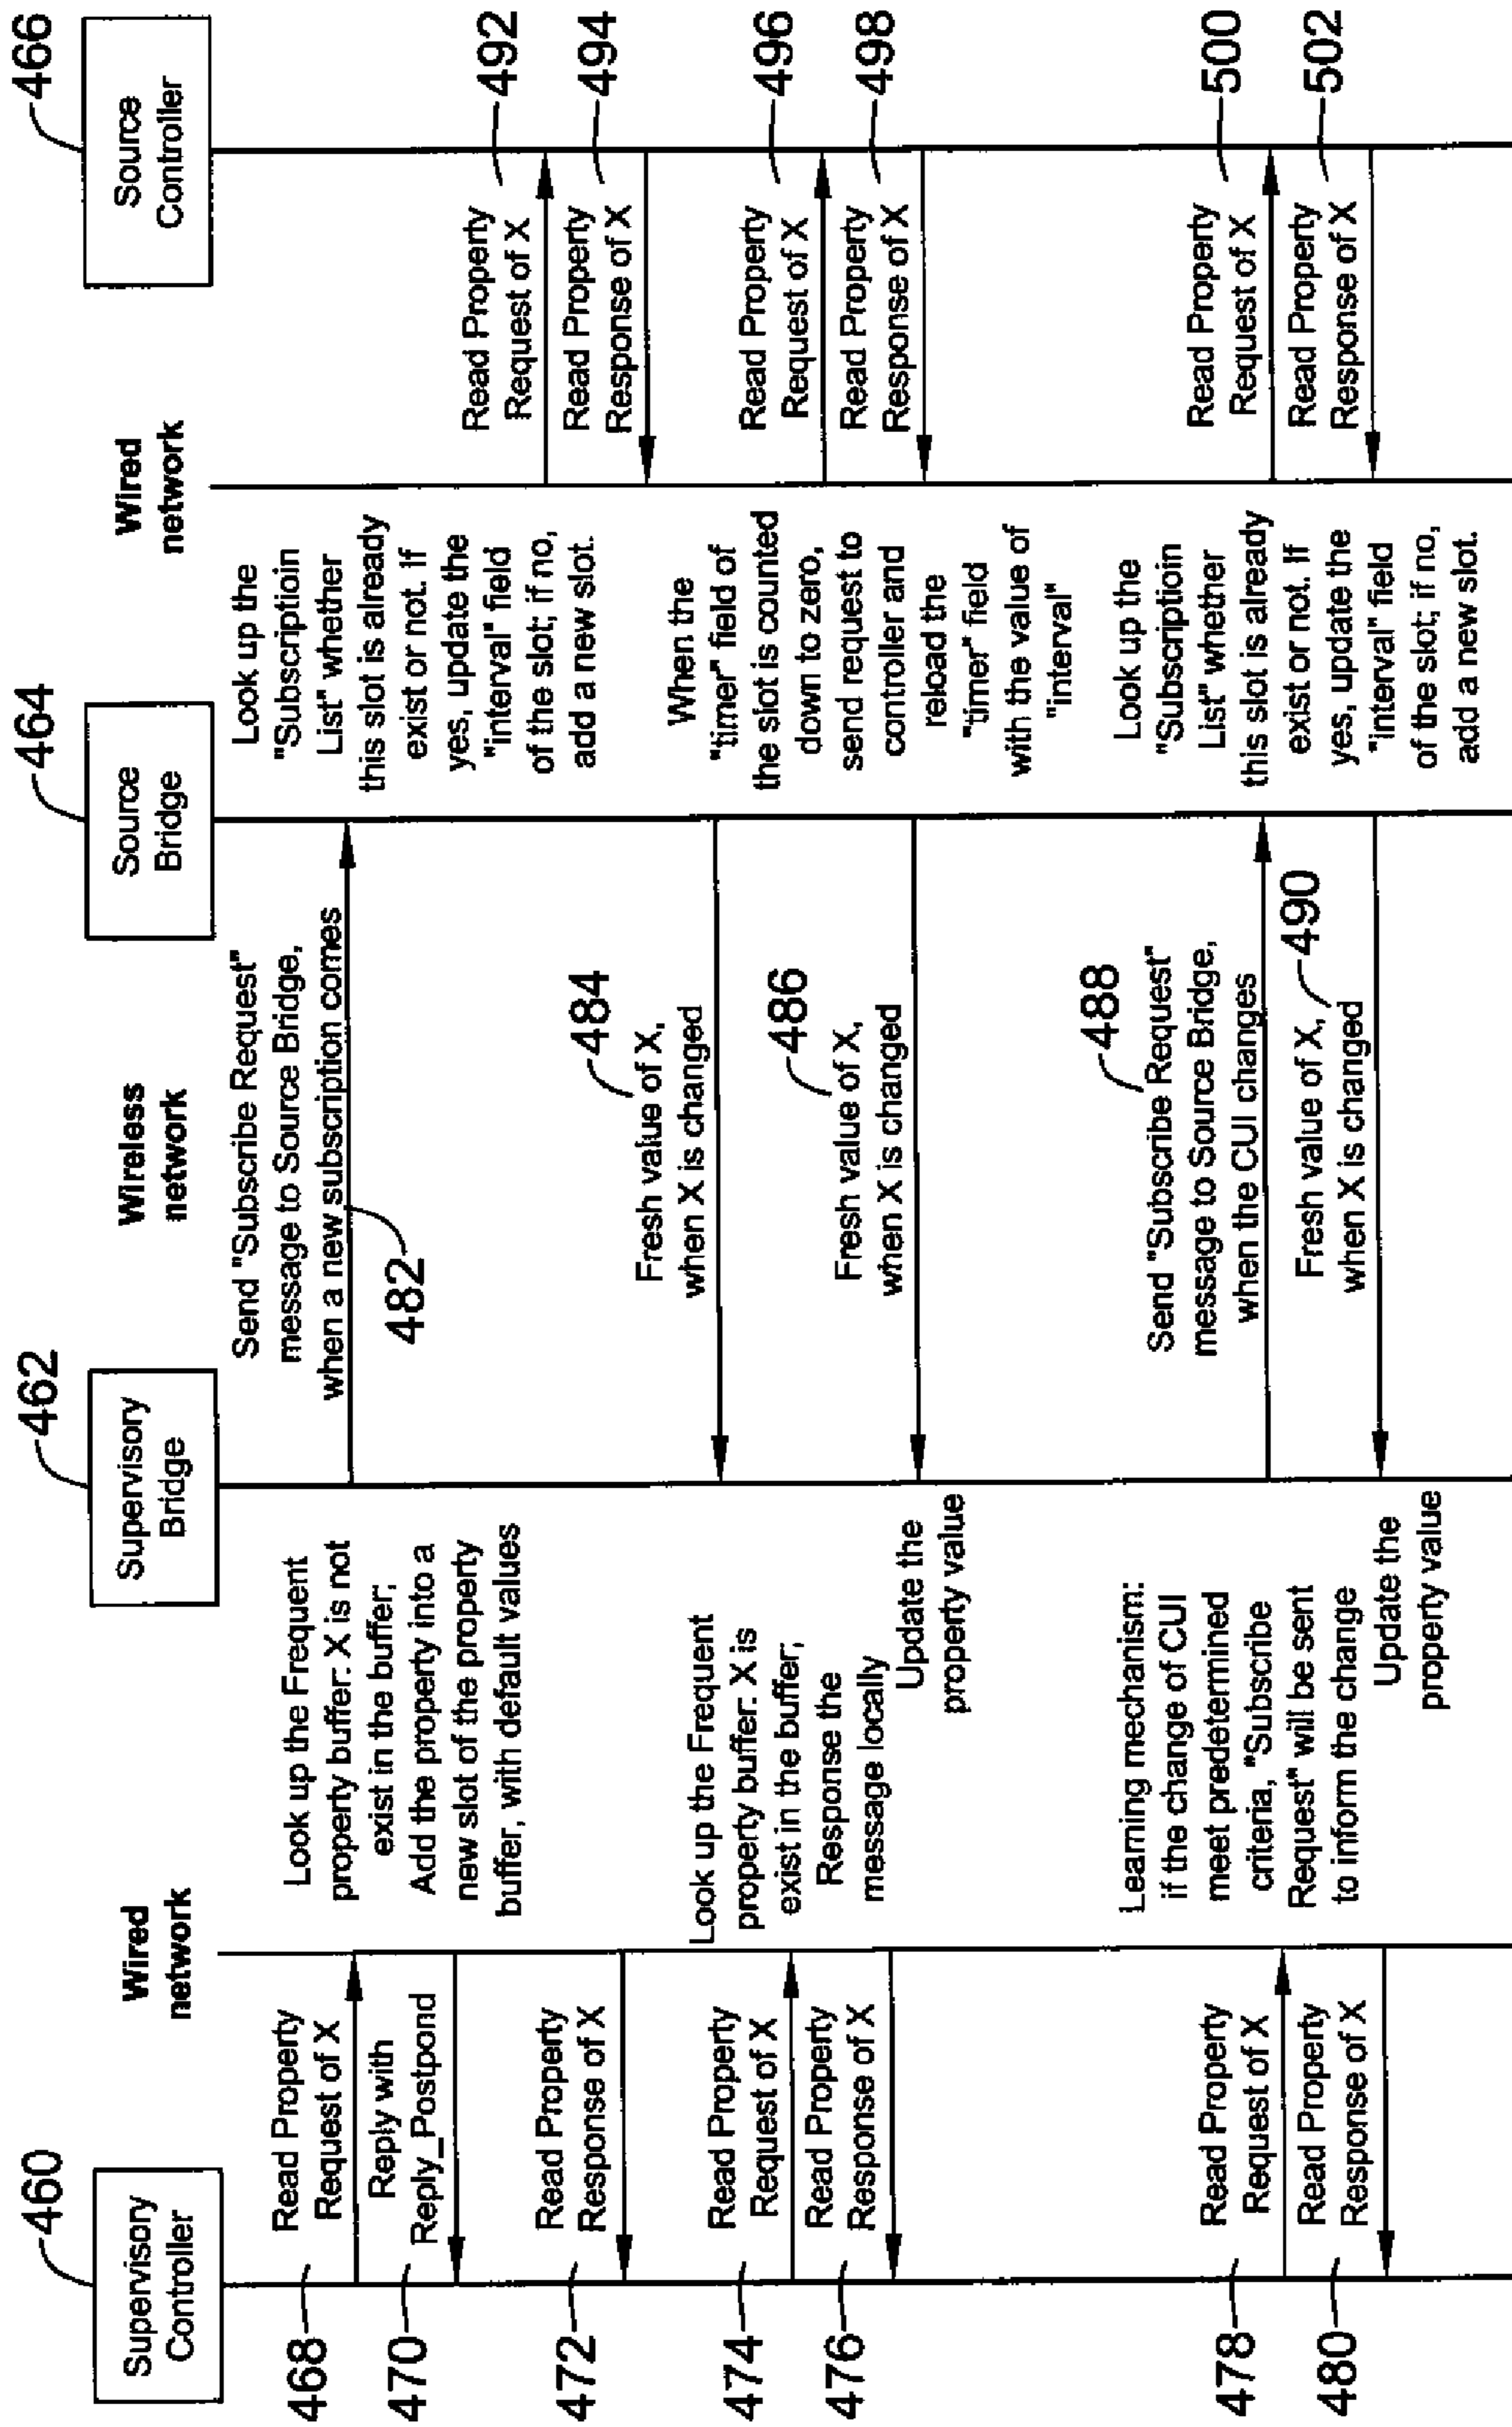 460
Supervisory
Controller
462
Supervisory
Bridge
464
Source
Bridge
466
Source
Controller
Wired
network
Wireless
network
Wired
network
468
Read Property
Request of X
470
Reply with
Reply_Postpond
472
Read Property
Response of X
474
Read Property
Request of X
476
Read Property
Response of X
478
Read Property
Request of X
480
Read Property
Response of X
Look up the Frequent
property buffer: X is not
exist in the buffer;
Add the property into a
new slot of the property
buffer, with default values
Look up the Frequent
property buffer: X is
exist in the buffer;
Response the
message locally
Update the
property value
Learning mechanism:
if the change of CUI
meet predetermined
criteria, "Subscribe
Request" will be sent
to inform the change
Update the
property value
Send "Subscribe Request"
message to Source Bridge,
when a new subscription comes
482
484
Fresh value of X,
when X is changed
486
Fresh value of X,
when X is changed
488
Send "Subscribe Request"
message to Source Bridge,
when the CUI changes
490
Fresh value of X,
when X is changed
Look up the
"Subscriptioin
List" whether
this slot is already
exist or not. If
yes, update the
"interval" field
of the slot; if no,
add a new slot.
When the
"timer" field of
the slot is counted
down to zero,
send request to
controller and
reload the
"timer" field
with the value of
"interval"
Look up the
"Subscription
List" whether
this slot is already
exist or not. If
yes, update the
"interval" field
of the slot; if no,
add a new slot.
Read Property
Request of X
492
Read Property
Response of X
494
Read Property
Request of X
496
Read Property
Response of X
498
Read Property
Request of X
500
Read Property
Response of X
502